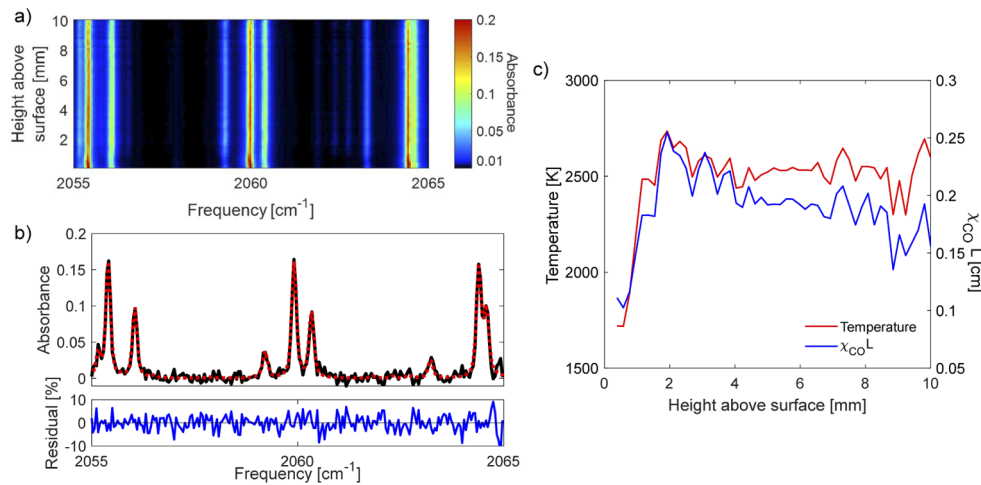 a)
10
8
6
4
2
Height above
surface [mm]
2055
2060
2065
Frequency [cm-1]
0.2
0.15
0.1
0.05
0.01
Absorbance
b)
0.2
0.15
0.1
0.05
0
Absorbance
10
0
-10
Residual [%]
2055
2060
2065
Frequency [cm-1]
c)
3000
2500
2000
1500
Temperature [K]
0.3
0.25
0.2
0.15
0.1
0.05
χCO L [cm]
Temperature
χCOL
0
2
4
6
8
10
Height above surface [mm]